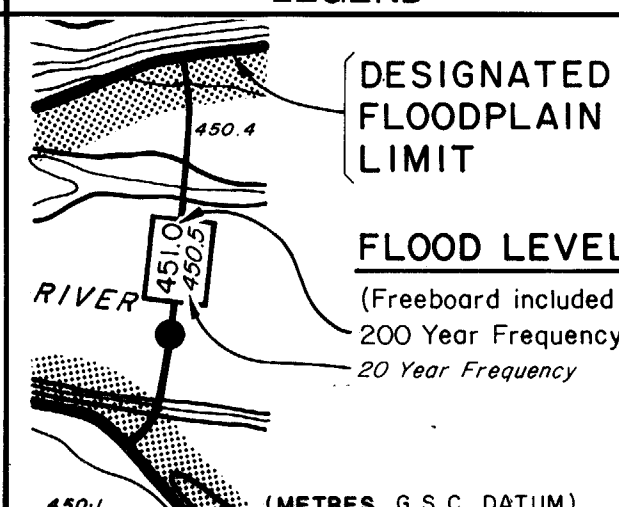 LEGEND
DESIGNATED
FLOODPLAIN
LIMIT
450.4
451.0
450.5
FLOOD LEVEL
(Freeboard included
RIVER
200 Year Frequency
20 Year Frequency
450.1
(METRES G.S.C. DATUM)